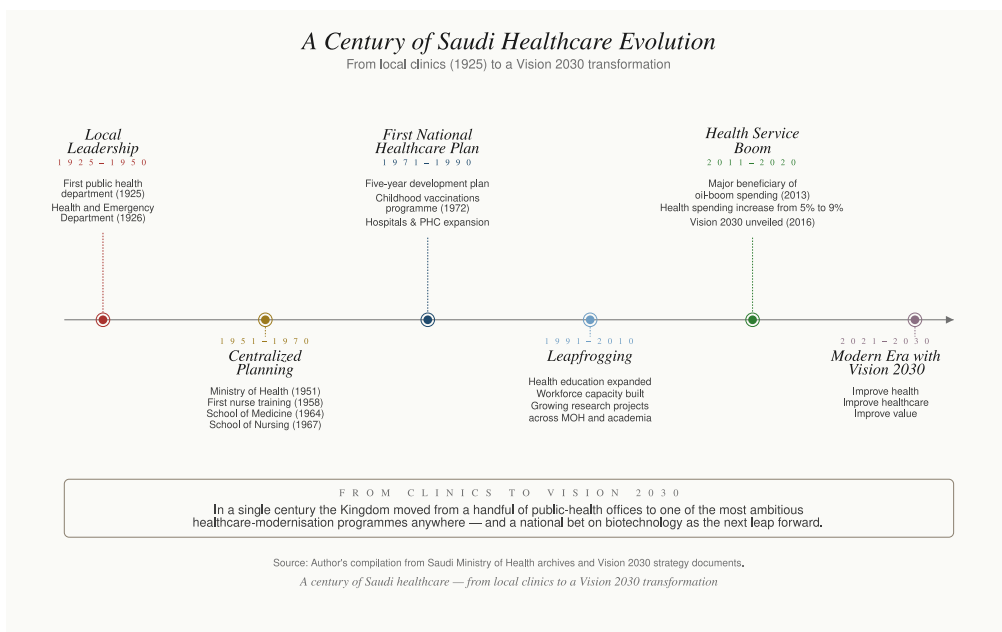 A Century of Saudi Healthcare Evolution
From local clinics (1925) to a Vision 2030 transformation
Local
Leadership
1925–1950
First public health
department (1925)
Health and Emergency
Department (1926)
First National
Healthcare Plan
1971–1990
Five-year development plan
Childhood vaccinations
programme (1972)
Hospitals & PHC expansion
Health Service
Boom
2011–2020
Major beneficiary of
oil-boom spending (2013)
Health spending increase from 5% to 9%
Vision 2030 unveiled (2016)
1951–1970
Centralized
Planning
Ministry of Health (1951)
First nurse training (1958)
School of Medicine (1964)
School of Nursing (1967)
1991–2010
Leapfrogging
Health education expanded
Workforce capacity built
Growing research projects
across MOH and academia
2021–2030
Modern Era with
Vision 2030
Improve health
Improve healthcare
Improve value
FROM CLINICS TO VISION 2030
In a single century the Kingdom moved from a handful of public-health offices to one of the most ambitious
healthcare-modernisation programmes anywhere — and a national bet on biotechnology as the next leap forward.
Source: Author's compilation from Saudi Ministry of Health archives and Vision 2030 strategy documents.
A century of Saudi healthcare — from local clinics to a Vision 2030 transformation